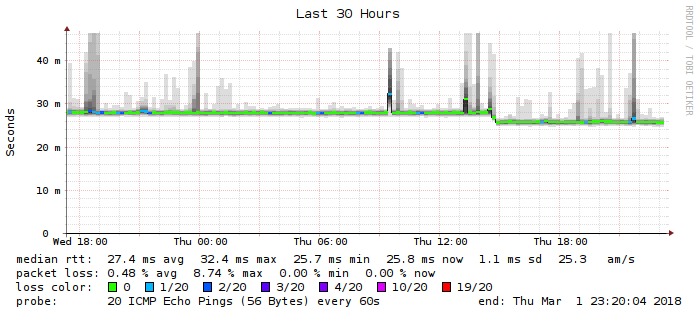 Last 30 Hours
RRDTOOL / TOBI OETIKER
Seconds
40 m
30 m
20 m
10 m
0
Wed 18:00 Thu 00:00 Thu 06:00 Thu 12:00 Thu 18:00
median rtt: 27.4 ms avg 32.4 ms max 25.7 ms min 25.8 ms now 1.1 ms sd 25.3 am/s
packet loss: 0.48 % avg 8.74 % max 0.00 % min 0.00 % now
loss color: 0 1/20 2/20 3/20 4/20 10/20 19/20
probe: 20 ICMP Echo Pings (56 Bytes) every 60s end: Thu Mar 1 23:20:04 2018